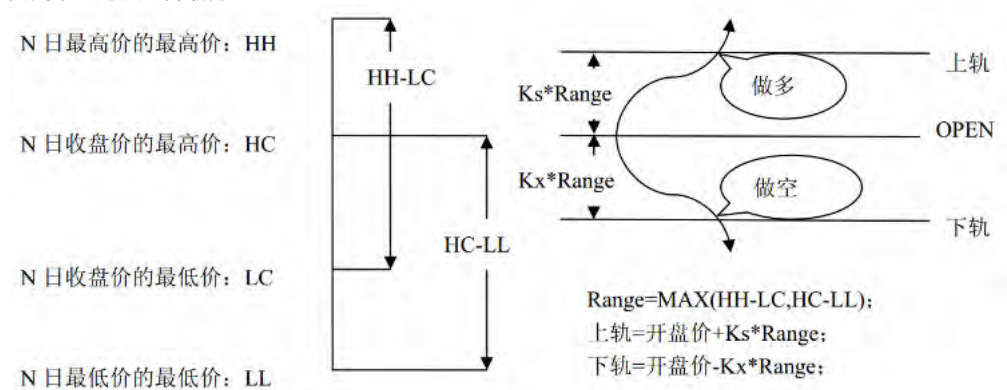 N 日最高价的最高价：HH
N 日收盘价的最高价：HC
N 日收盘价的最低价：LC
N 日最低价的最低价：LL
HH-LC
HC-LL
上轨
做多
Ks*Range
OPEN
Kx*Range
做空
下轨
Range=MAX(HH-LC,HC-LL);
上轨=开盘价+Ks*Range;
下轨=开盘价-Kx*Range;